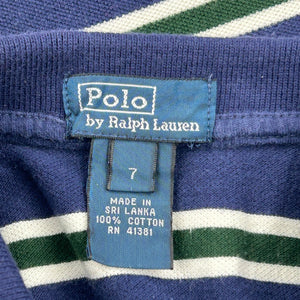 Polo
by Ralph Lauren
7
MADE IN
SRI LANKA
100% COTTON
RN 41381